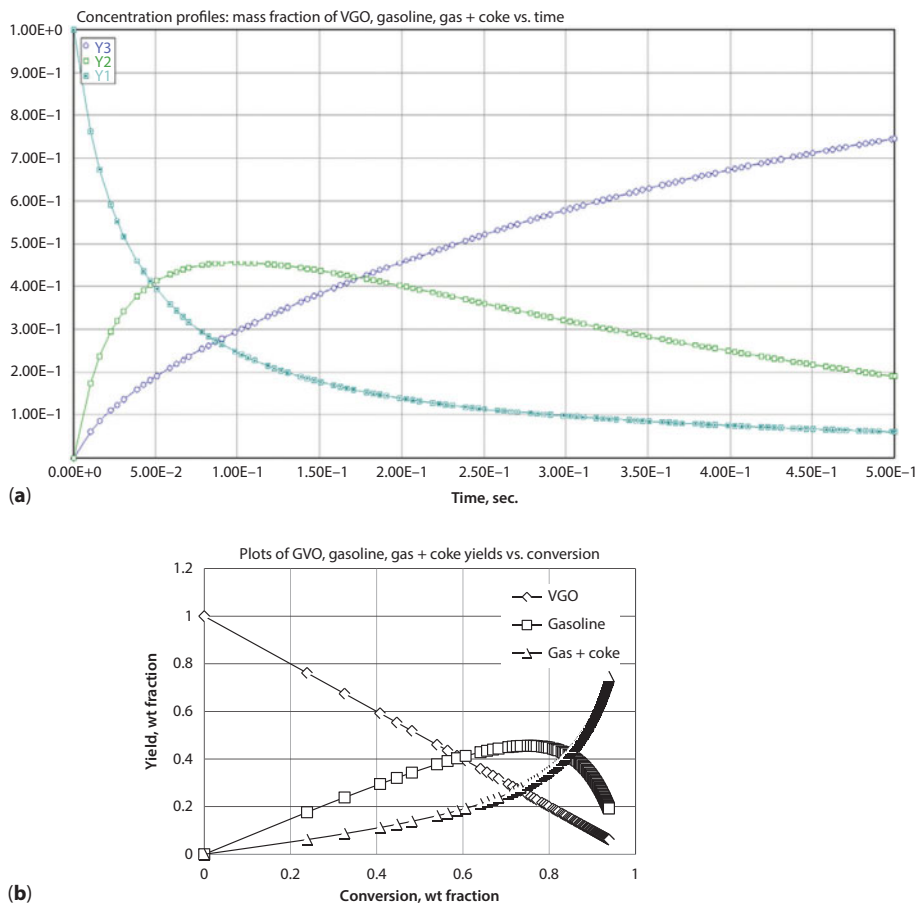 Concentration profiles: mass fraction of VGO, gasoline, gas + coke vs. time
1.00E+0
9.00E–1
8.00E–1
7.00E–1
6.00E–1
5.00E–1
4.00E–1
3.00E–1
2.00E–1
1.00E–1
Y3
Y2
Y1
0.00E+0 5.00E–2 1.00E–1 1.50E–1 2.00E–1 2.50E–1 3.00E–1 3.50E–1 4.00E–1 4.50E–1 5.00E–1
(a)
Time, sec.
Plots of GVO, gasoline, gas + coke yields vs. conversion
1.2
1
0.8
0.6
0.4
0.2
0
Yield, wt fraction
VGO
Gasoline
Gas + coke
0 0.2 0.4 0.6 0.8 1
(b)
Conversion, wt fraction